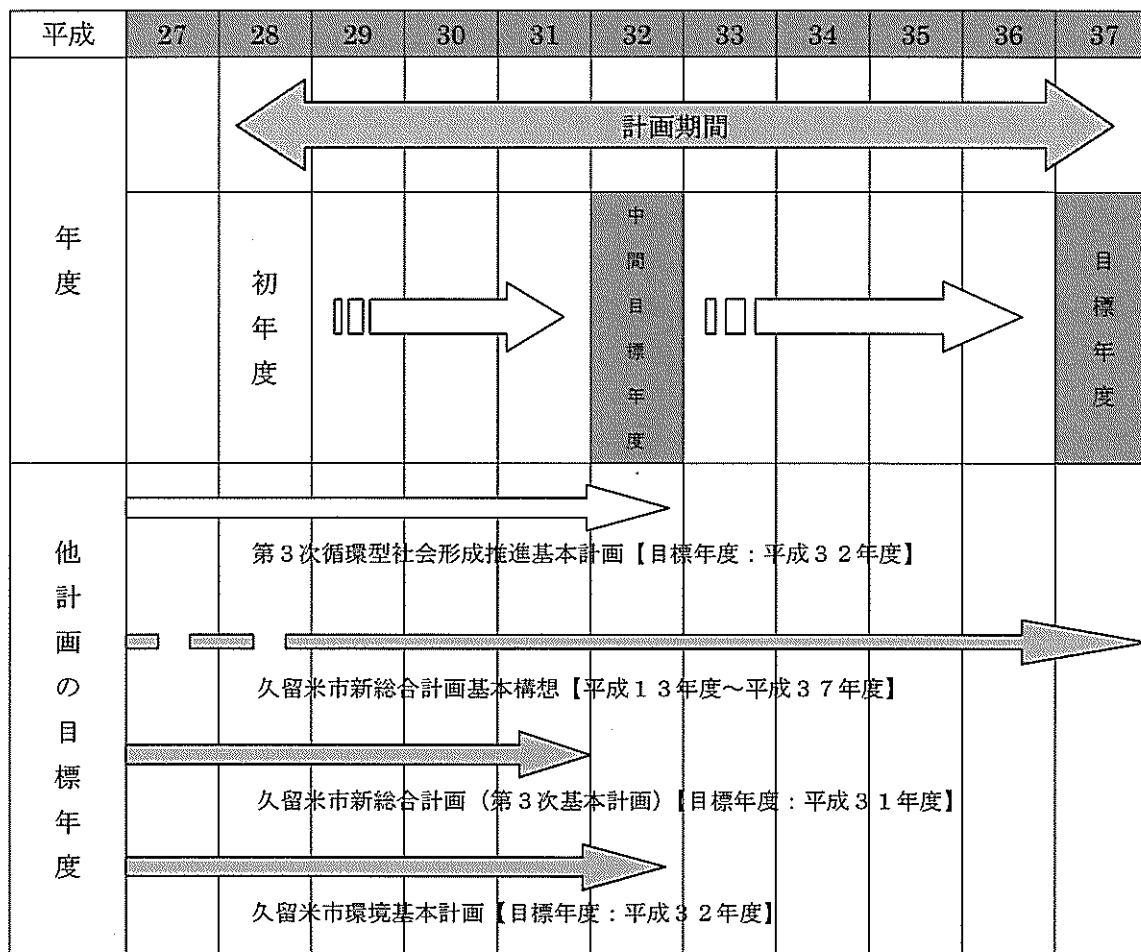 平成 27 28 29 30 31 32 33 34 35 36 37
計画期間
年度
初年度
中間目標年度
目標年度
他計画の目標年度
第3次循環型社会形成推進基本計画【目標年度：平成３２年度】
久留米市新総合計画基本構想【平成１３年度～平成３７年度】
久留米市新総合計画（第３次基本計画）【目標年度：平成３１年度】
久留米市環境基本計画【目標年度：平成３２年度】